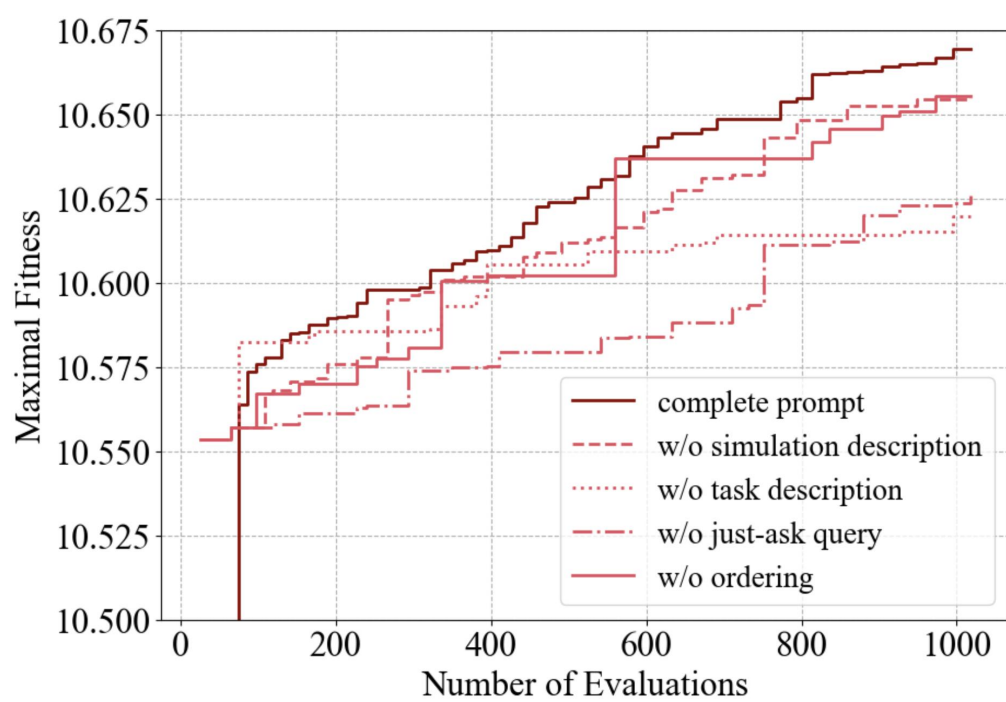 10.675
10.650
10.625
10.600
10.575
10.550
10.525
10.500
Maximal Fitness
complete prompt
w/o simulation description
w/o task description
w/o just-ask query
w/o ordering
0 200 400 600 800 1000
Number of Evaluations